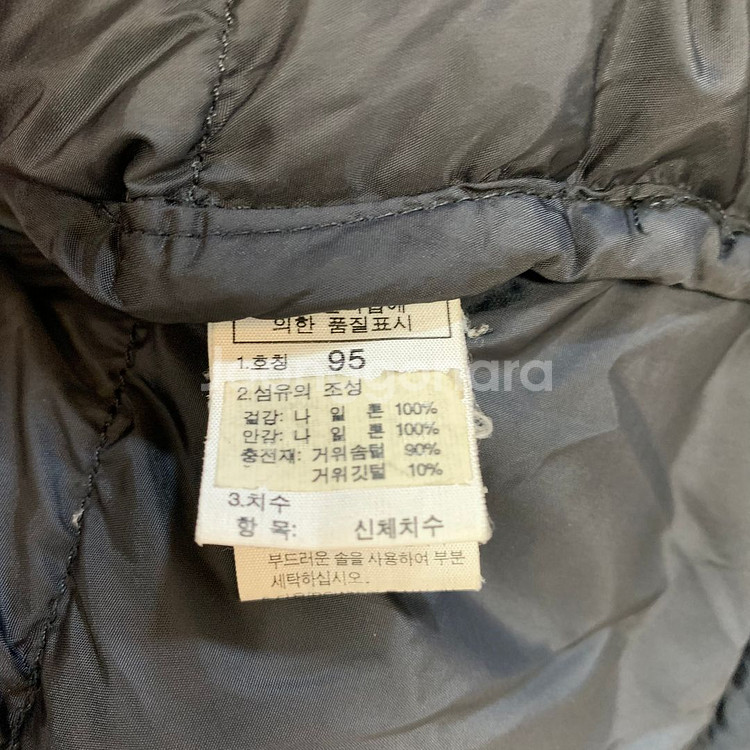 의한 품질표시
1.호칭 95
2.섬유의 조성
겉감: 나 일 론 100%
안감: 나 일 론 100%
충전재: 거위솜털 90%
거위깃털 10%
3.치수
항 목: 신체치수
부드러운 솔을 사용하여 부분
세탁하십시오.